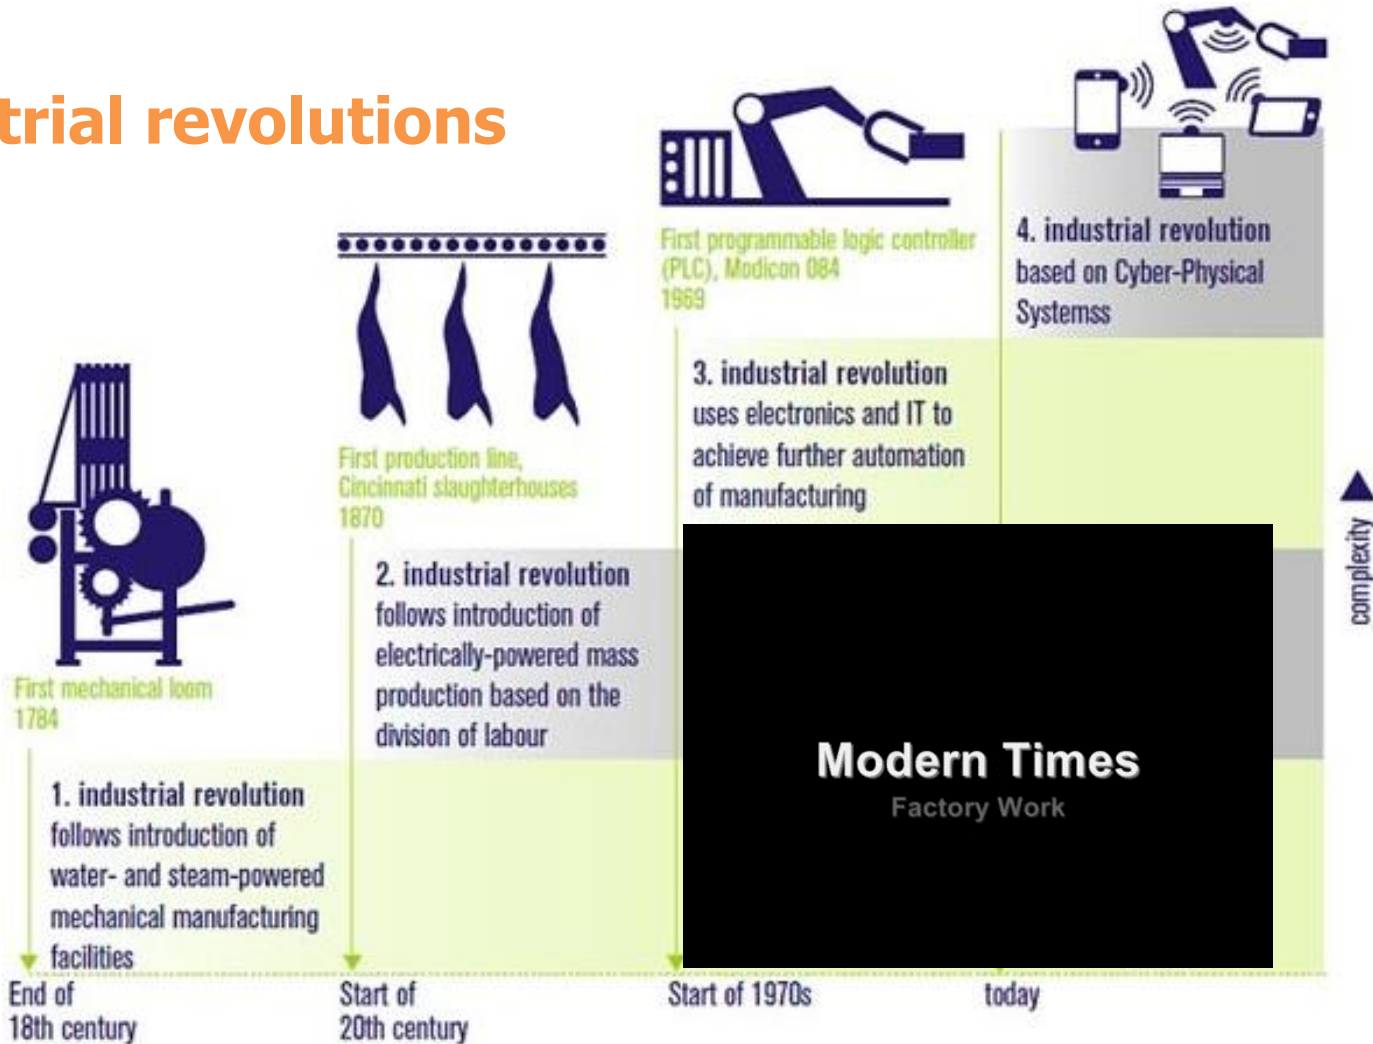 trial revolutions
First mechanical loom
1784
1. industrial revolution
follows introduction of
water- and steam-powered
mechanical manufacturing
facilities
End of
18th century
First production line,
Cincinnati slaughterhouses
1870
2. industrial revolution
follows introduction of
electrically-powered mass
production based on the
division of labour
Start of
20th century
First programmable logic controller
(PLC), Modicon 084
1969
3. industrial revolution
uses electronics and IT to
achieve further automation
of manufacturing
Start of 1970s
4. industrial revolution
based on Cyber-Physical
Systemss
today
Modern Times
Factory Work
complexity